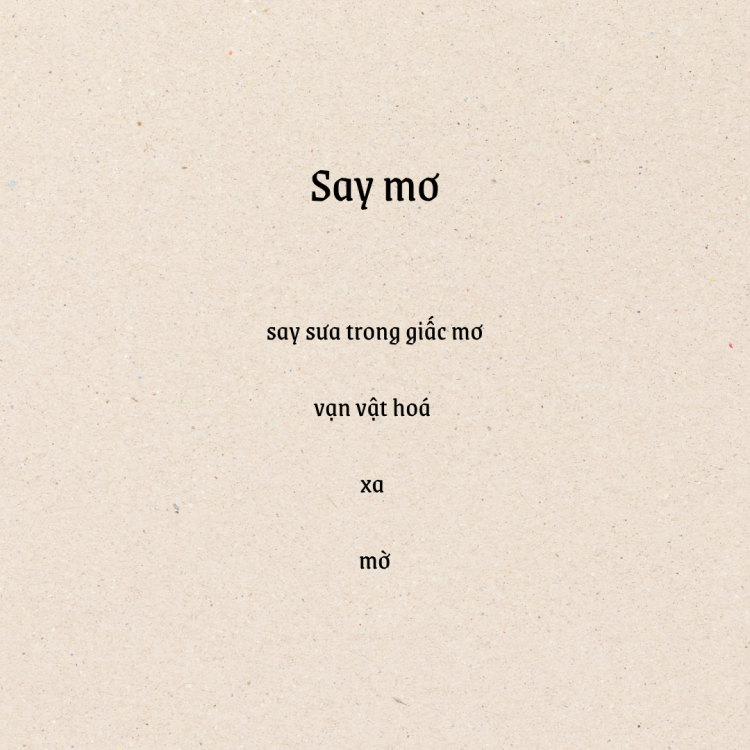 Say mơ
say sưa trong giấc mơ
vạn vật hoá
xa
mờ